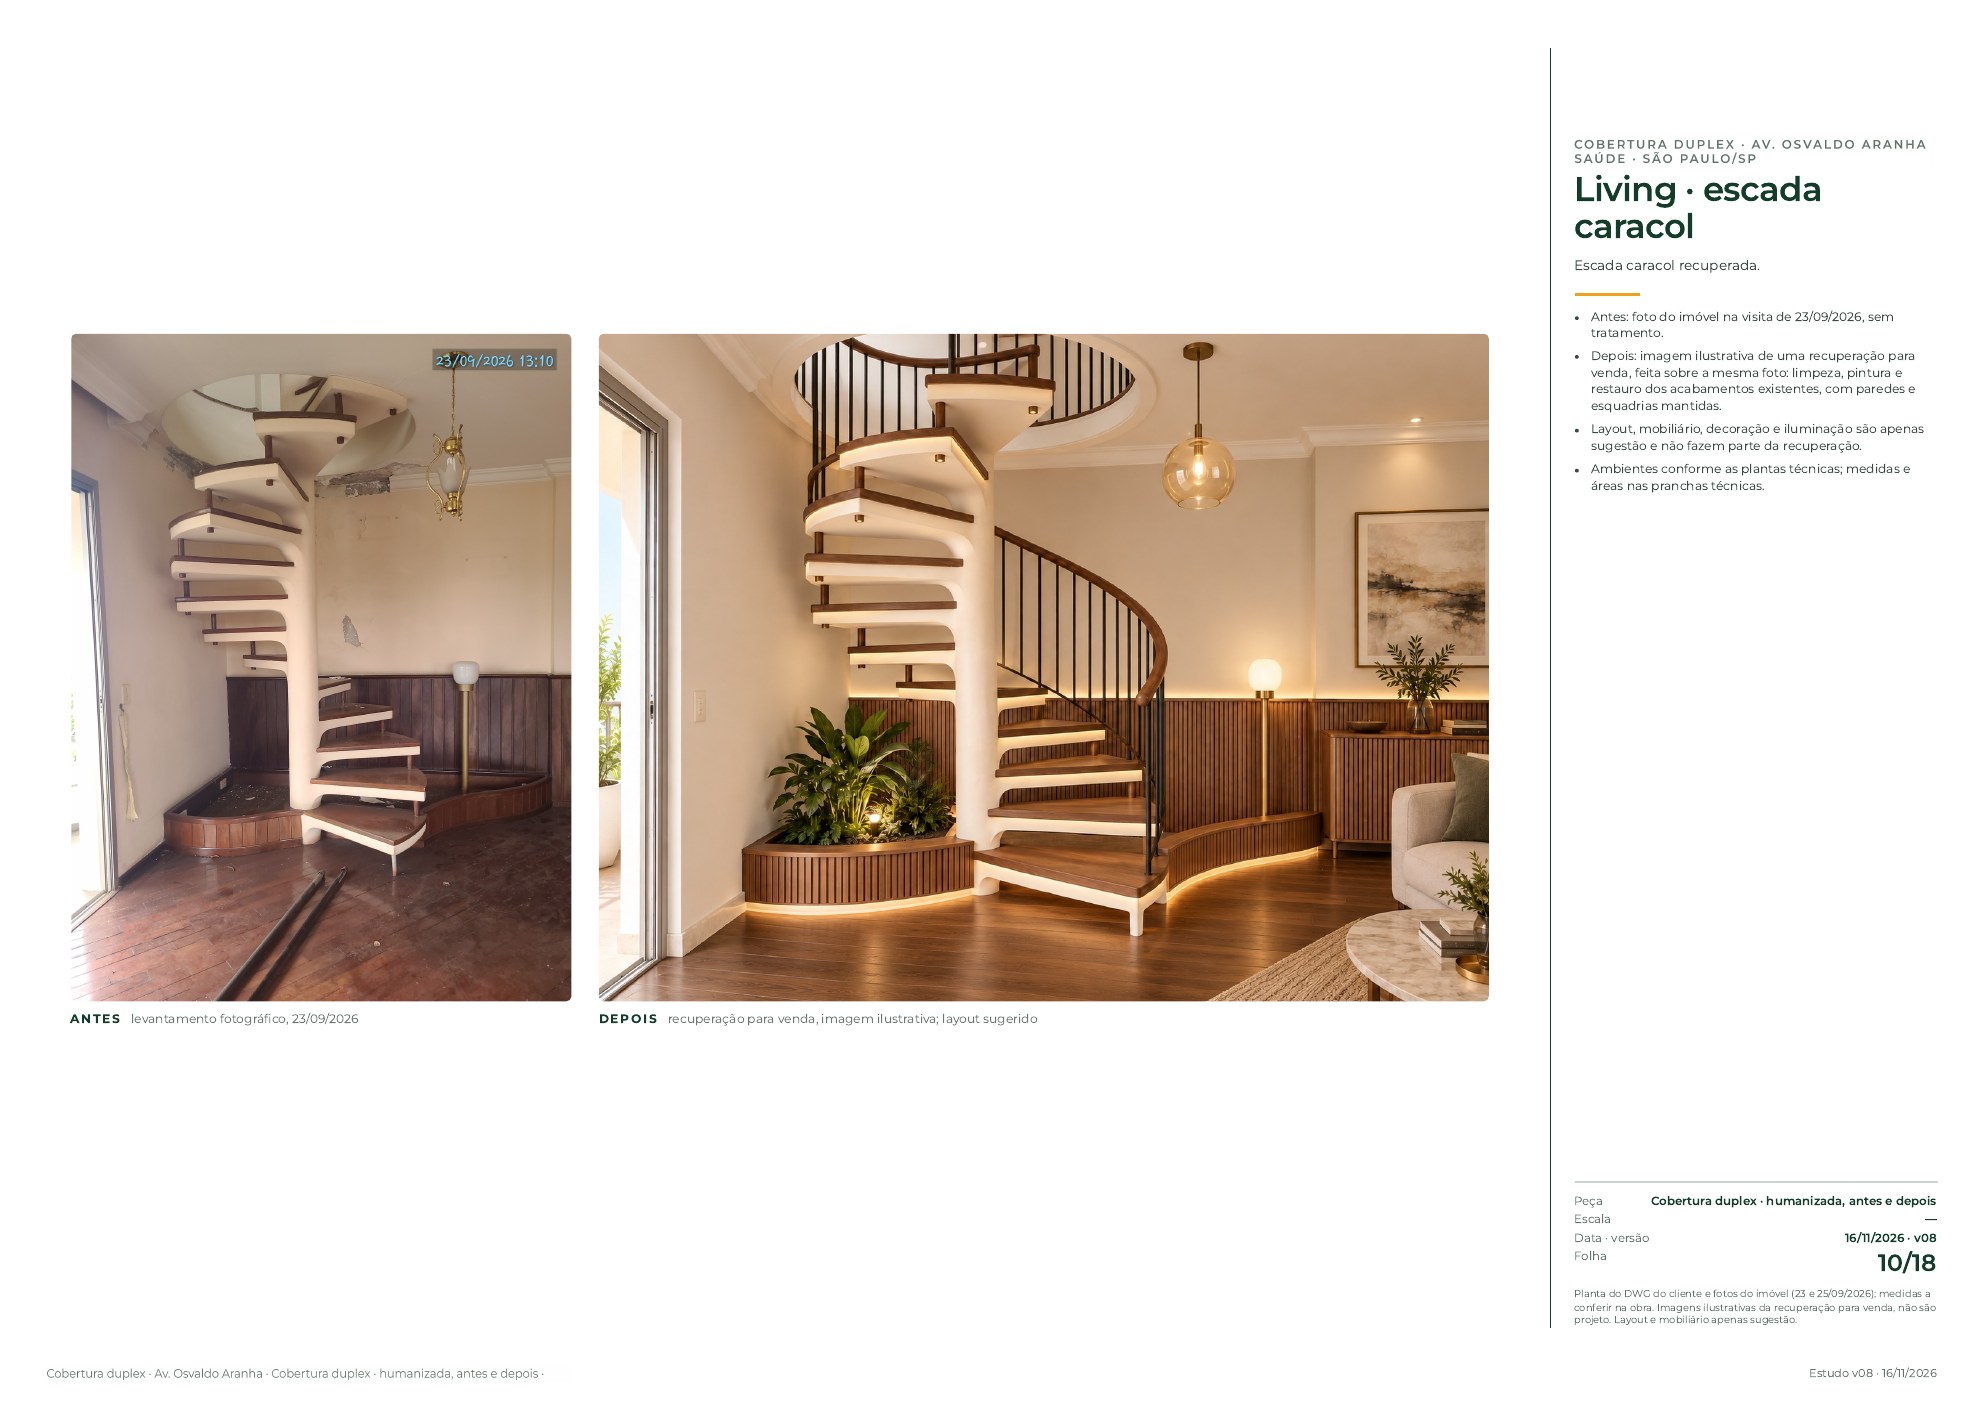 COBERTURA DUPLEX · AV. OSVALDO ARANHA
SAÚDE · SÃO PAULO/SP
Living · escada
caracol
Escada caracol recuperada.
• Antes: foto do imóvel na visita de 23/09/2026, sem
tratamento.
• Depois: imagem ilustrativa de uma recuperação para
venda, feita sobre a mesma foto: limpeza, pintura e
restauro dos acabamentos existentes, com paredes e
esquadrias mantidas.
• Layout, mobiliário, decoração e iluminação são apenas
sugestão e não fazem parte da recuperação.
• Ambientes conforme as plantas técnicas; medidas e
áreas nas pranchas técnicas.
23/09/2026 13:10
ANTES levantamento fotográfico, 23/09/2026
DEPOIS recuperação para venda, imagem ilustrativa; layout sugerido
Peça Cobertura duplex · humanizada, antes e depois
Escala —
Data · versão 16/11/2026 · v08
Folha 10/18
Planta do DWG do cliente e fotos do imóvel (23 e 25/09/2026); medidas a
conferir na obra. Imagens ilustrativas da recuperação para venda, não são
projeto. Layout e mobiliário apenas sugestão.
Cobertura duplex · Av. Osvaldo Aranha · Cobertura duplex · humanizada, antes e depois ·
Estudo v08 · 16/11/2026